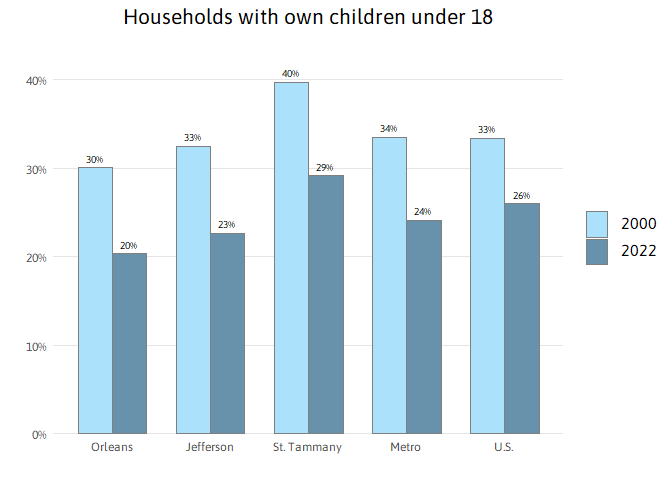 Households with own children under 18
40%
30%
20%
10%
0%
30%
20%
33%
23%
40%
29%
34%
24%
33%
26%
Orleans
Jefferson
St. Tammany
Metro
U.S.
2000
2022